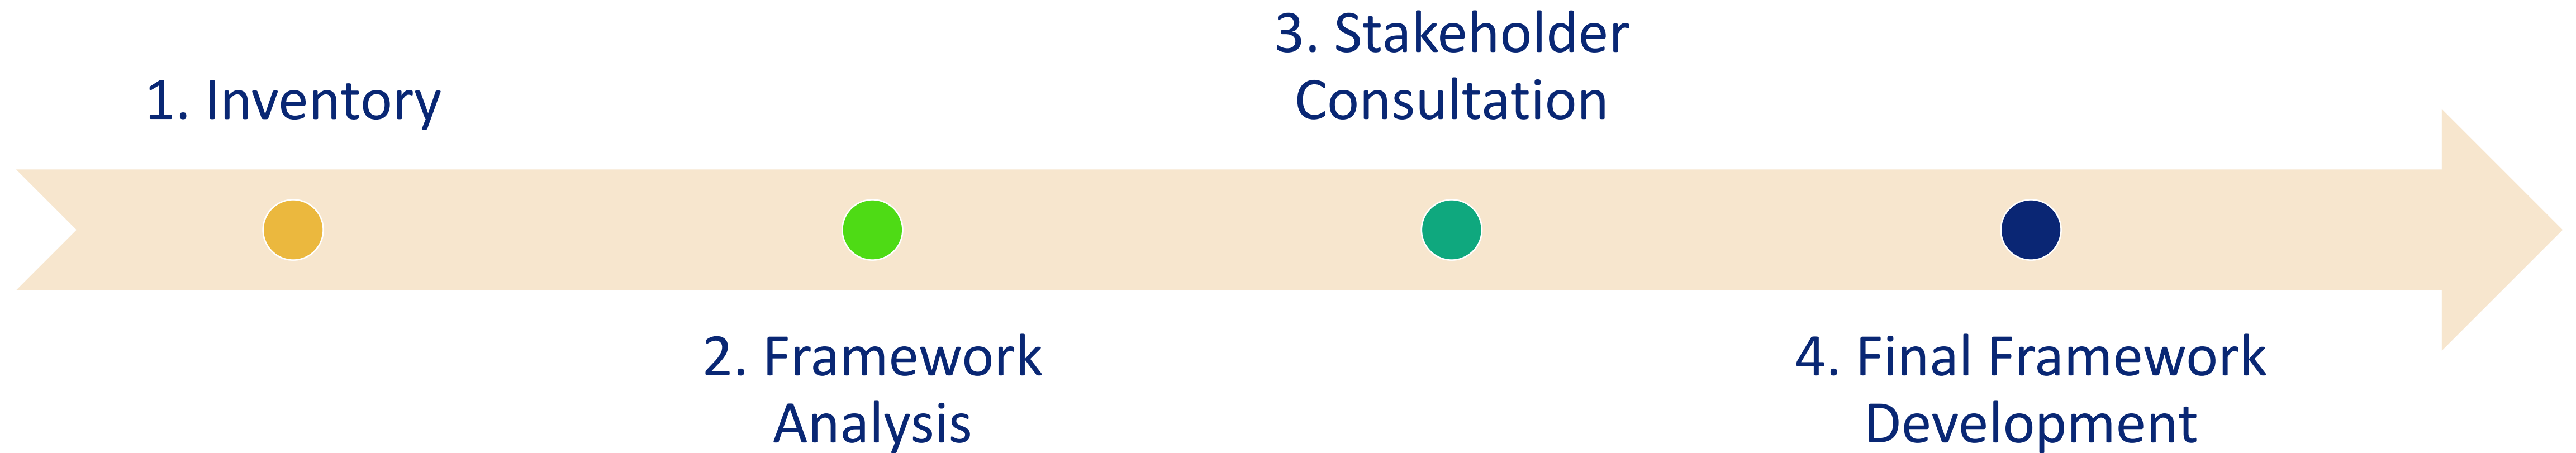 1. Inventory
2. Framework
Analysis
3. Stakeholder
Consultation
4. Final Framework
Development